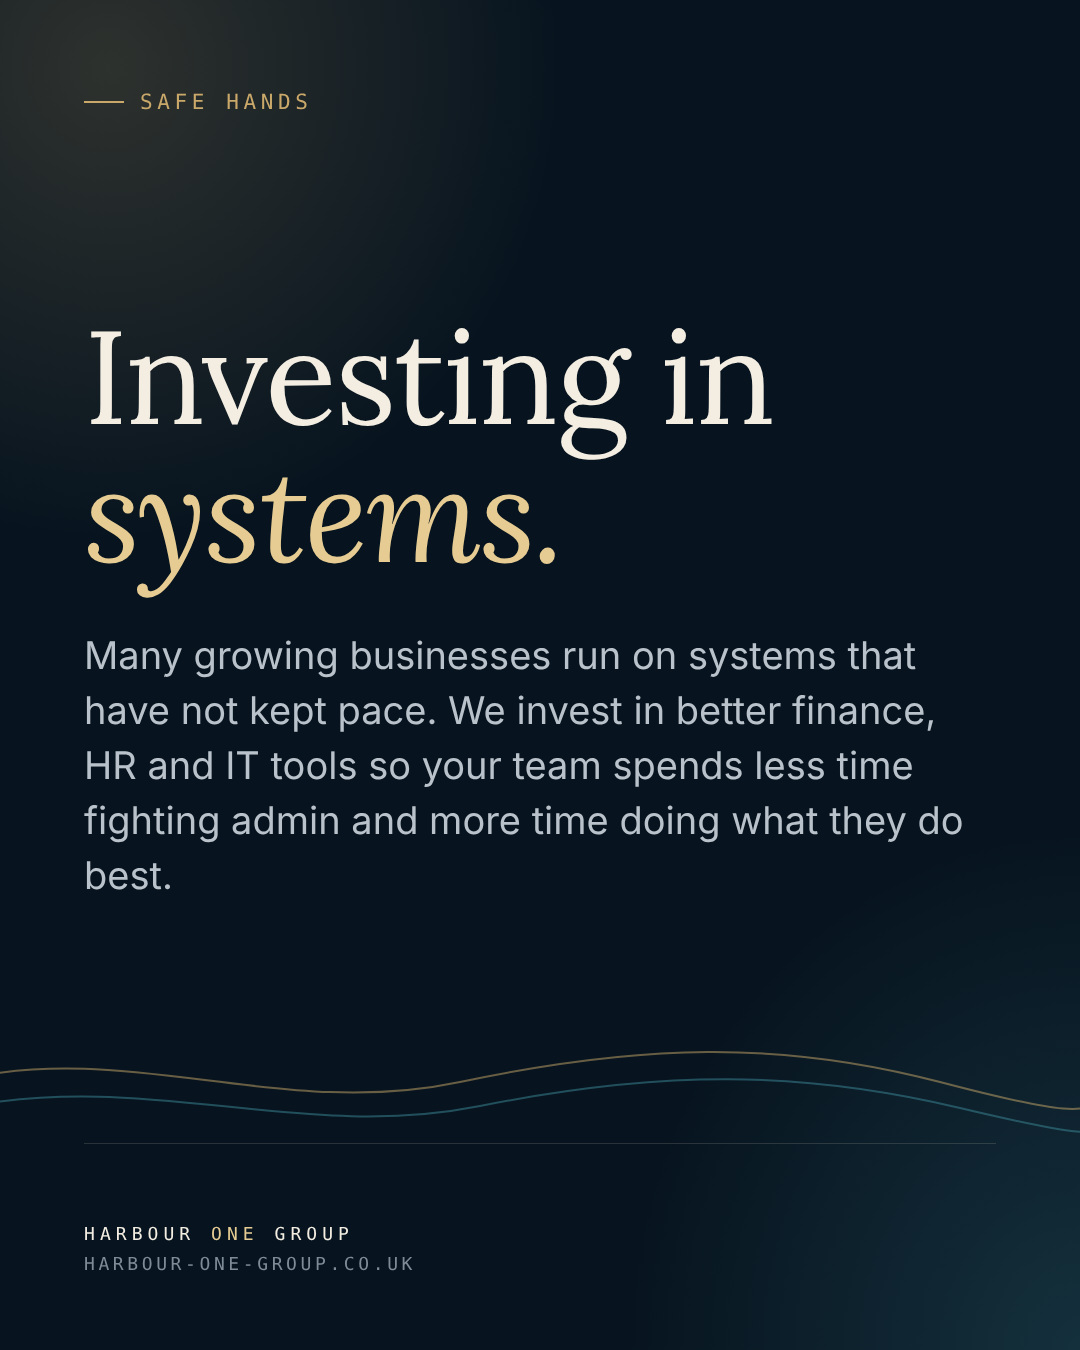 SAFE HANDS
Investing in
systems.
Many growing businesses run on systems that
have not kept pace. We invest in better finance,
HR and IT tools so your team spends less time
fighting admin and more time doing what they do
best.
HARBOUR ONE GROUP
HARBOUR-ONE-GROUP.CO.UK